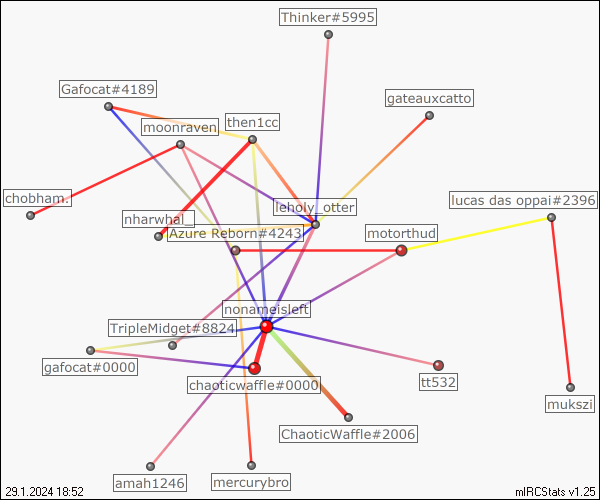 Thinker#5995
Gafocat#4189
gateauxcatto
then1cc
moonraven
chobham.
lucas das oppai#2396
leholy_otter
nharwhal_
Azure Reborn#4243
motorthud
nonameisleft
TripleMidget#8824
gafocat#0000
chaoticwaffle#0000
tt532
mukszi
ChaoticWaffle#2006
amah1246
mercurybro
29.1.2024 18:52
mIRCStats v1.25